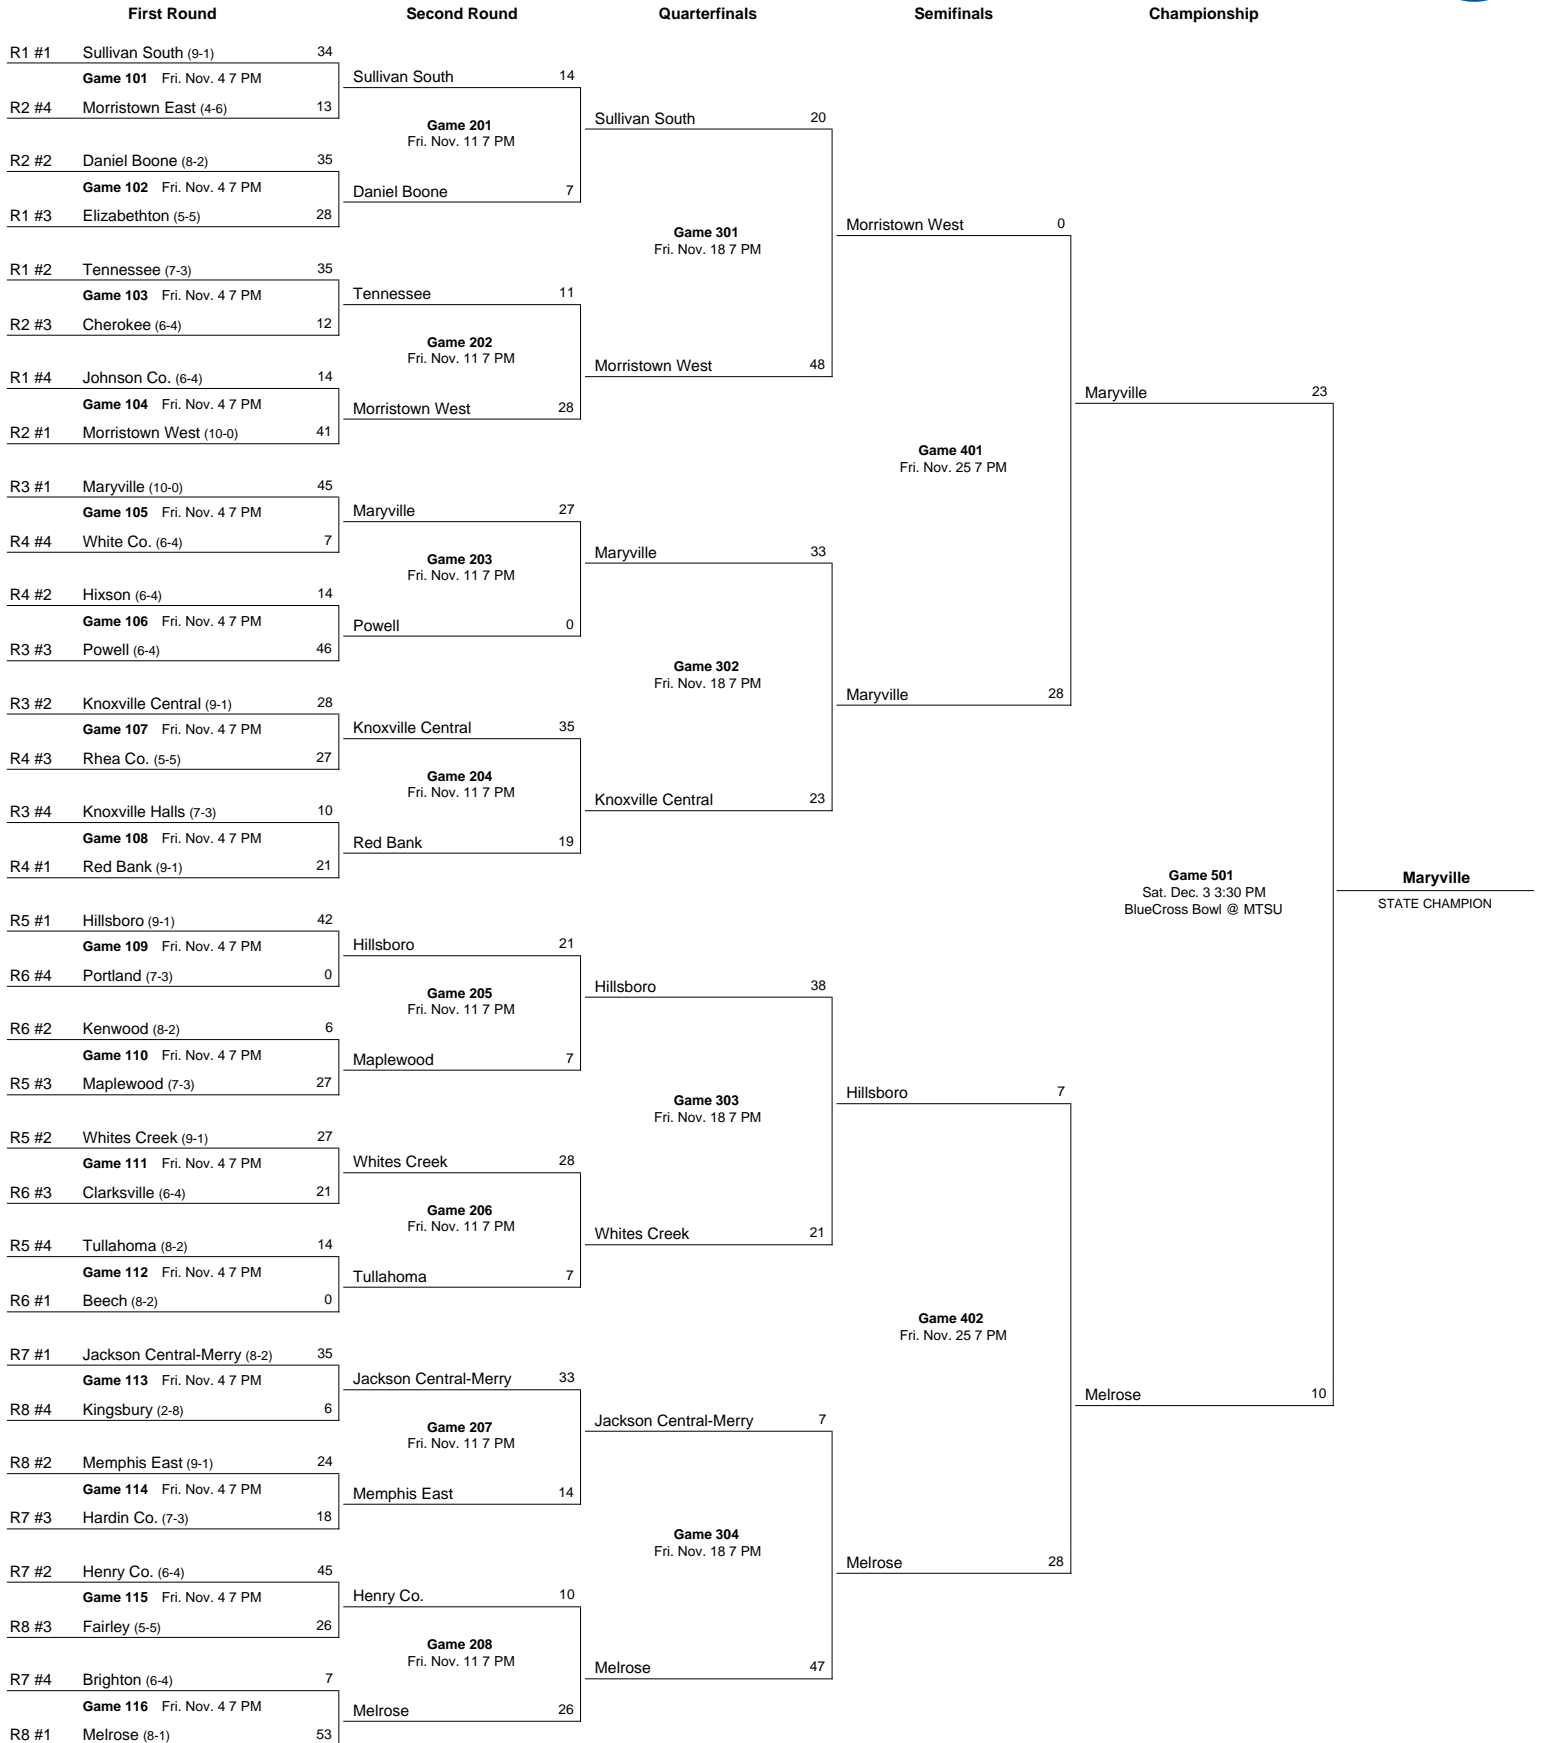 First Round Second Round Quarterfinals Semifinals Championship
R1 #1 Sullivan South (9-1) 34
Game 101 Fri. Nov. 4 7 PM
R2 #4 Morristown East (4-6) 13
R2 #2 Daniel Boone (8-2) 35
Game 102 Fri. Nov. 4 7 PM
R1 #3 Elizabethton (5-5) 28
R1 #2 Tennessee (7-3) 35
Game 103 Fri. Nov. 4 7 PM
R2 #3 Cherokee (6-4) 12
R1 #4 Johnson Co. (6-4) 14
Game 104 Fri. Nov. 4 7 PM
R2 #1 Morristown West (10-0) 41
R3 #1 Maryville (10-0) 45
Game 105 Fri. Nov. 4 7 PM
R4 #4 White Co. (6-4) 7
R4 #2 Hixson (6-4) 14
Game 106 Fri. Nov. 4 7 PM
R3 #3 Powell (6-4) 46
R3 #2 Knoxville Central (9-1) 28
Game 107 Fri. Nov. 4 7 PM
R4 #3 Rhea Co. (5-5) 27
R3 #4 Knoxville Halls (7-3) 10
Game 108 Fri. Nov. 4 7 PM
R4 #1 Red Bank (9-1) 21
R5 #1 Hillsboro (9-1) 42
Game 109 Fri. Nov. 4 7 PM
R6 #4 Portland (7-3) 0
R6 #2 Kenwood (8-2) 6
Game 110 Fri. Nov. 4 7 PM
R5 #3 Maplewood (7-3) 27
R5 #2 Whites Creek (9-1) 27
Game 111 Fri. Nov. 4 7 PM
R6 #3 Clarksville (6-4) 21
R5 #4 Tullahoma (8-2) 14
Game 112 Fri. Nov. 4 7 PM
R6 #1 Beech (8-2) 0
R7 #1 Jackson Central-Merry (8-2) 35
Game 113 Fri. Nov. 4 7 PM
R8 #4 Kingsbury (2-8) 6
R8 #2 Memphis East (9-1) 24
Game 114 Fri. Nov. 4 7 PM
R7 #3 Hardin Co. (7-3) 18
R7 #2 Henry Co. (6-4) 45
Game 115 Fri. Nov. 4 7 PM
R8 #3 Fairley (5-5) 26
R7 #4 Brighton (6-4) 7
Game 116 Fri. Nov. 4 7 PM
R8 #1 Melrose (8-1) 53
Sullivan South 14
Game 201
Fri. Nov. 11 7 PM
Daniel Boone 7
Tennessee 11
Game 202
Fri. Nov. 11 7 PM
Morristown West 28
Maryville 27
Game 203
Fri. Nov. 11 7 PM
Powell 0
Knoxville Central 35
Game 204
Fri. Nov. 11 7 PM
Red Bank 19
Hillsboro 21
Game 205
Fri. Nov. 11 7 PM
Maplewood 7
Whites Creek 28
Game 206
Fri. Nov. 11 7 PM
Tullahoma 7
Jackson Central-Merry 33
Game 207
Fri. Nov. 11 7 PM
Memphis East 14
Henry Co. 10
Game 208
Fri. Nov. 11 7 PM
Melrose 26
Sullivan South 20
Game 301
Fri. Nov. 18 7 PM
Morristown West 48
Maryville 33
Game 302
Fri. Nov. 18 7 PM
Knoxville Central 23
Hillsboro 38
Game 303
Fri. Nov. 18 7 PM
Whites Creek 21
Jackson Central-Merry 7
Game 304
Fri. Nov. 18 7 PM
Melrose 47
Morristown West 0
Game 401
Fri. Nov. 25 7 PM
Maryville 28
Hillsboro 7
Game 402
Fri. Nov. 25 7 PM
Melrose 28
Maryville 23
Game 501
Sat. Dec. 3 3:30 PM
BlueCross Bowl @ MTSU
Melrose 10
Maryville
STATE CHAMPION